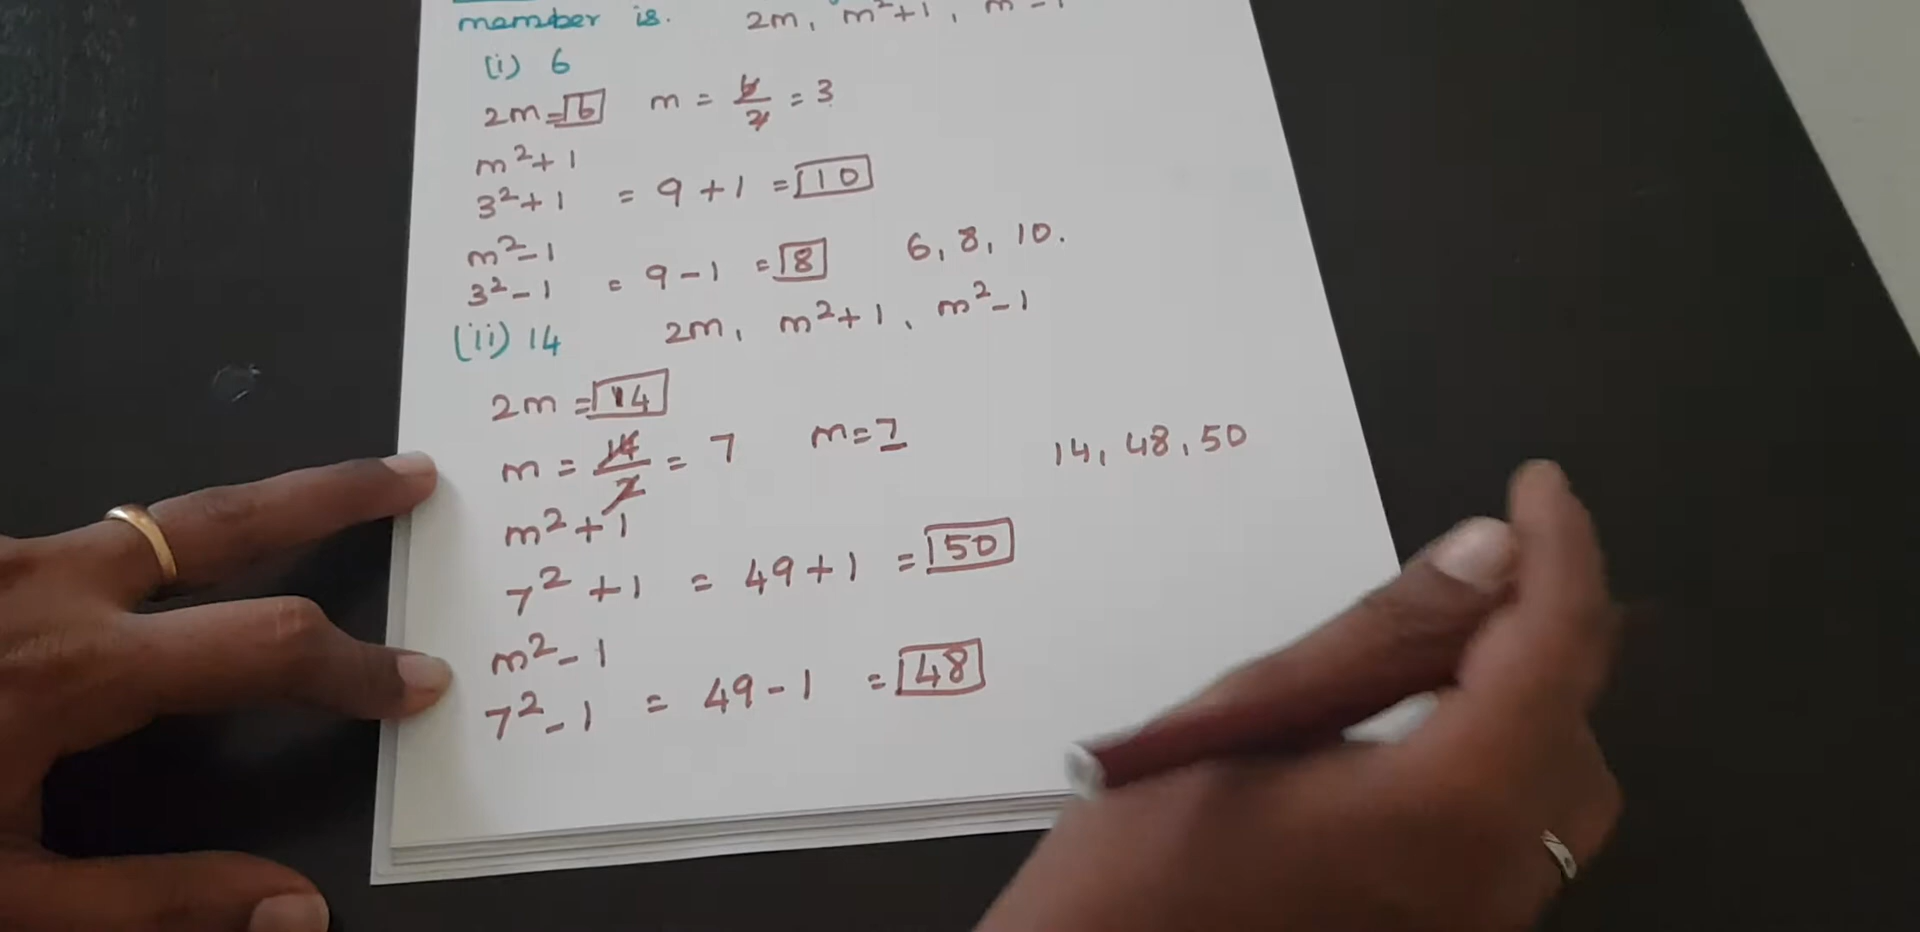 member is. 2m, m²+1, m²-1
(i) 6
2m=6 m = 6/2 = 3
m²+1
3²+1 = 9+1 = 10
m²-1
3²-1 = 9-1 = 8 6, 8, 10.
(ii) 14 2m, m²+1, m²-1
2m = 14
m = 14/2 = 7 m=7 14, 48, 50
m²+1
7²+1 = 49+1 = 50
m²-1
7²-1 = 49-1 = 48